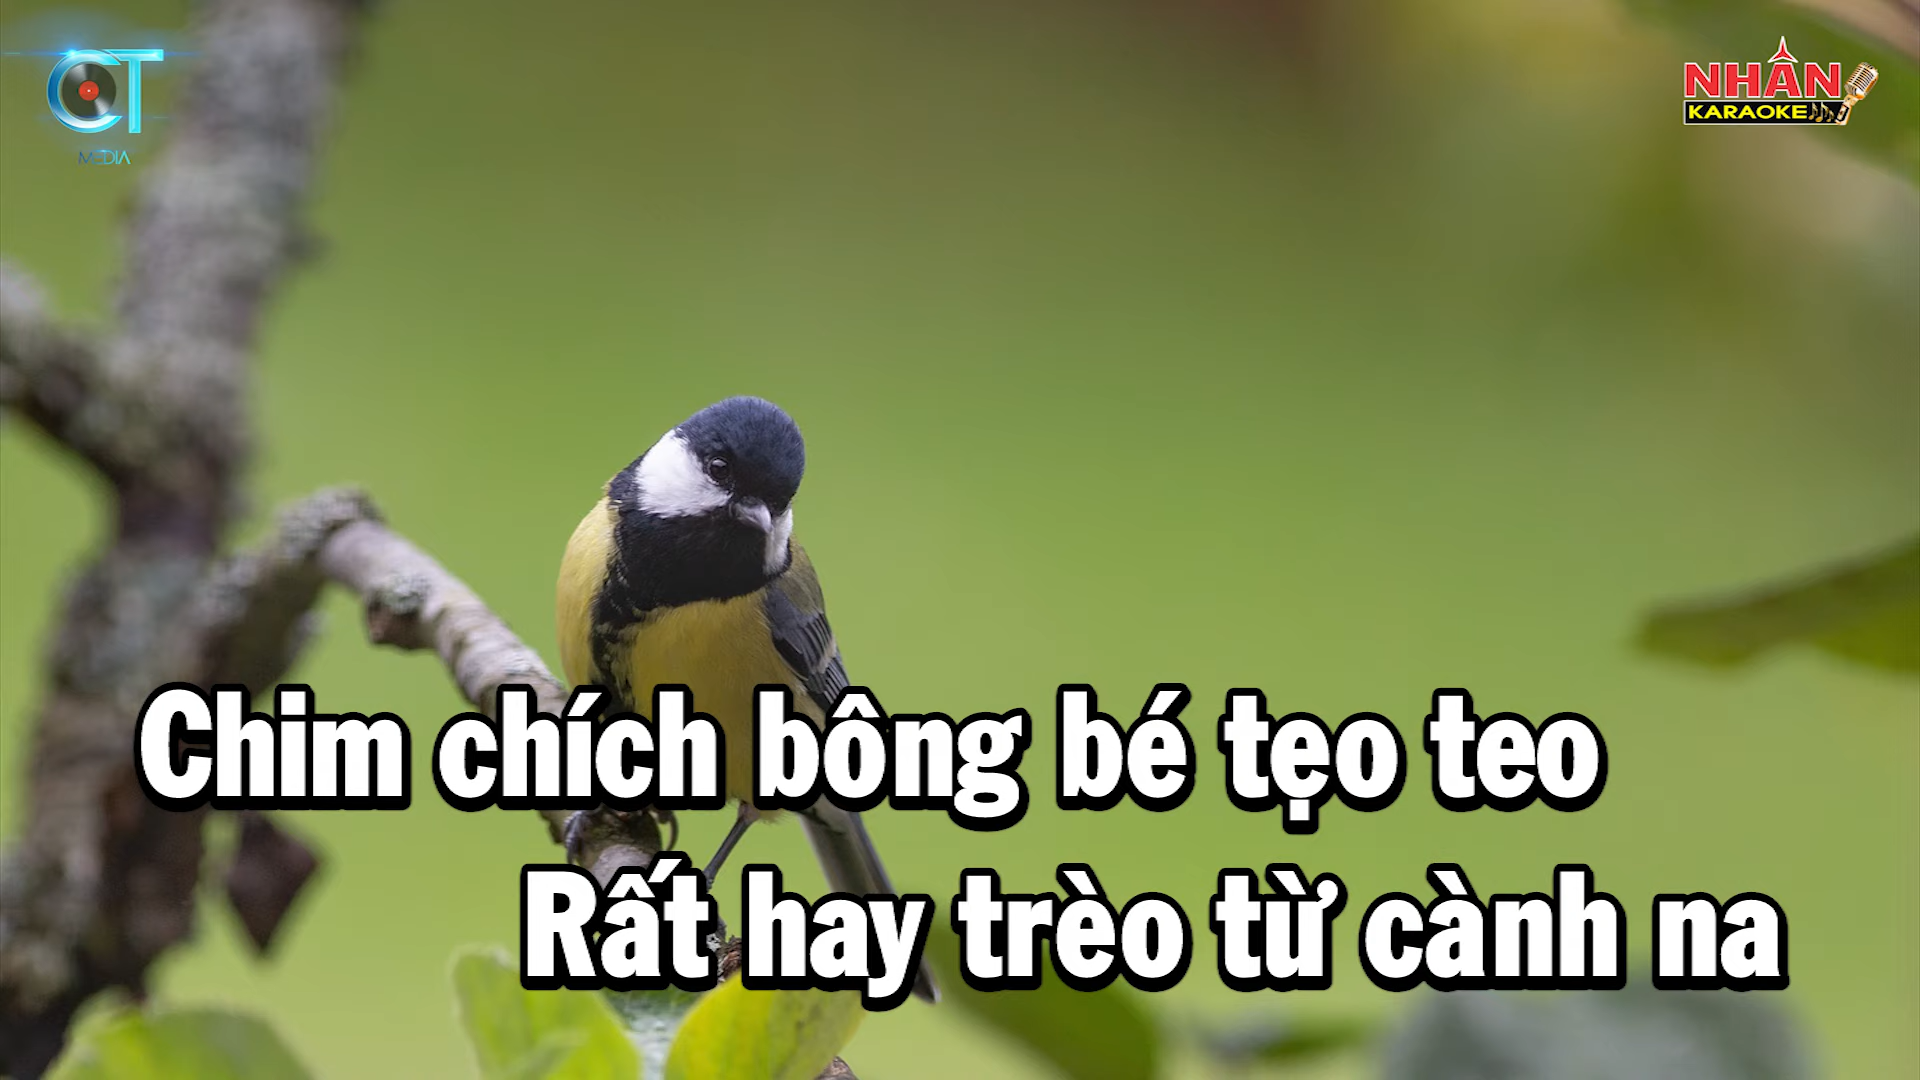 CT
MEDIA
NHÂN
KARAOKE
Chim chích bông bé tẹo teo
Rất hay trèo từ cành na